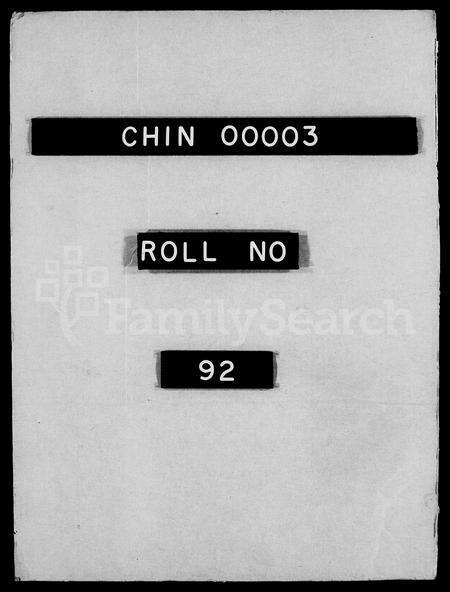 CHIN 00003
ROLL NO
FamilySearch
92